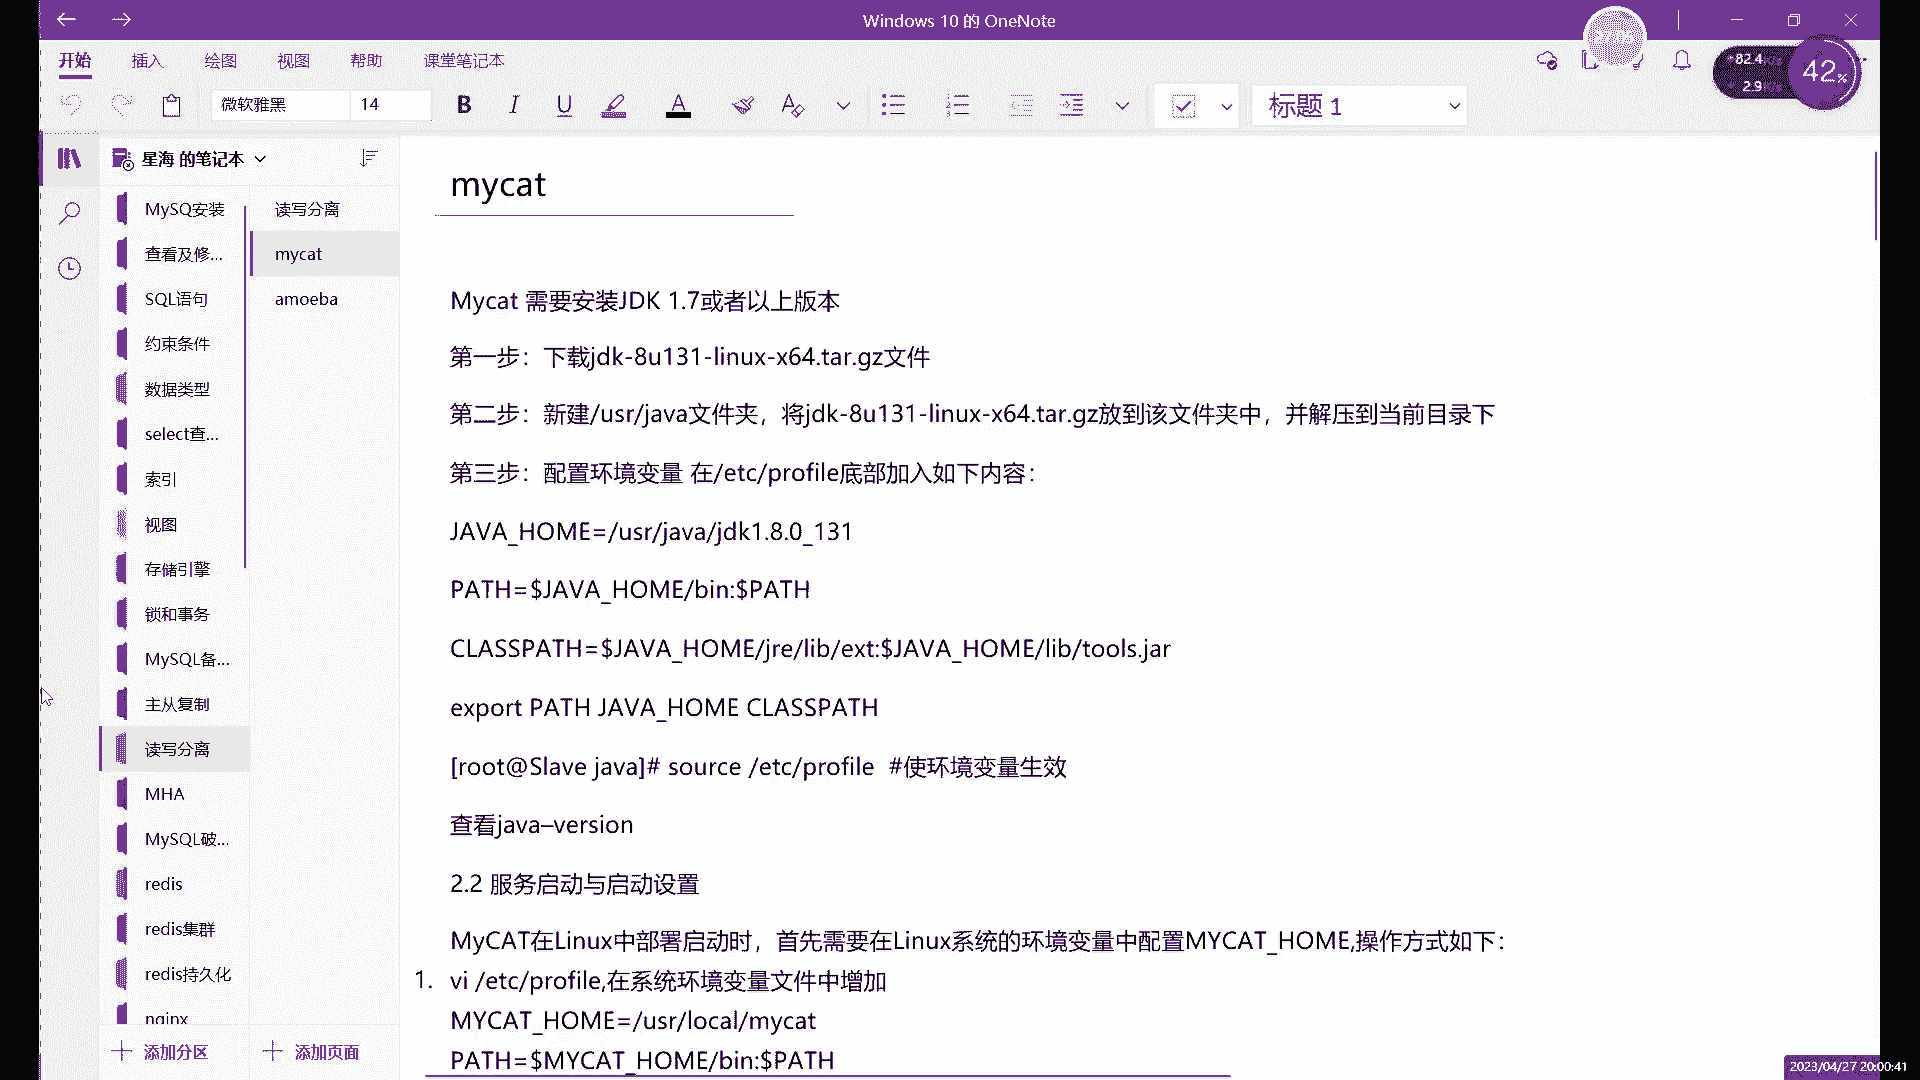 Windows 10 的 OneNote
开始 插入 绘图 视图 帮助 课堂笔记本
82.4
2.9
42%
微软雅黑 14 B I U A 标题 1
星海 的笔记本
MySQ安装
查看及修...
SQL语句
约束条件
数据类型
select查...
索引
视图
存储引擎
锁和事务
MySQL备...
主从复制
读写分离
MHA
MySQL破...
redis
redis集群
redis持久化
nginx
添加分区
读写分离
mycat
amoeba
添加页面
mycat
Mycat 需要安装JDK 1.7或者以上版本
第一步：下载jdk-8u131-linux-x64.tar.gz文件
第二步：新建/usr/java文件夹，将jdk-8u131-linux-x64.tar.gz放到该文件夹中，并解压到当前目录下
第三步：配置环境变量 在/etc/profile底部加入如下内容：
JAVA_HOME=/usr/java/jdk1.8.0_131
PATH=$JAVA_HOME/bin:$PATH
CLASSPATH=$JAVA_HOME/jre/lib/ext:$JAVA_HOME/lib/tools.jar
export PATH JAVA_HOME CLASSPATH
[root@Slave java]# source /etc/profile  #使环境变量生效
查看java–version
2.2 服务启动与启动设置
MyCAT在Linux中部署启动时，首先需要在Linux系统的环境变量中配置MYCAT_HOME,操作方式如下：
1. vi /etc/profile,在系统环境变量文件中增加
MYCAT_HOME=/usr/local/mycat
PATH=$MYCAT_HOME/bin:$PATH
2023/04/27 20:00:41